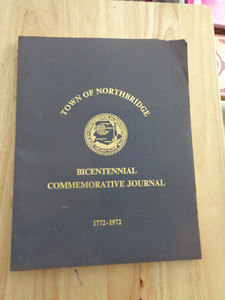 TOWN OF NORTHBRIDGE
BICENTENNIAL
COMMEMORATIVE JOURNAL
1772-1972